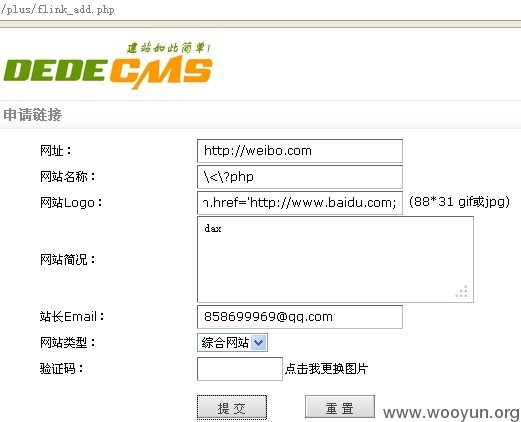 /plus/flink_add.php
建站如此简单!
DEDECMS
申请链接
网址： http://weibo.com
网站名称： \<\?php
网站Logo： n.href='http://www.baidu.com; (88*31 gif或jpg)
网站简况： dax
站长Email： 858699969@qq.com
网站类型： 综合网站
验证码： 点击我更换图片
提 交 重 置
www.wooyun.org